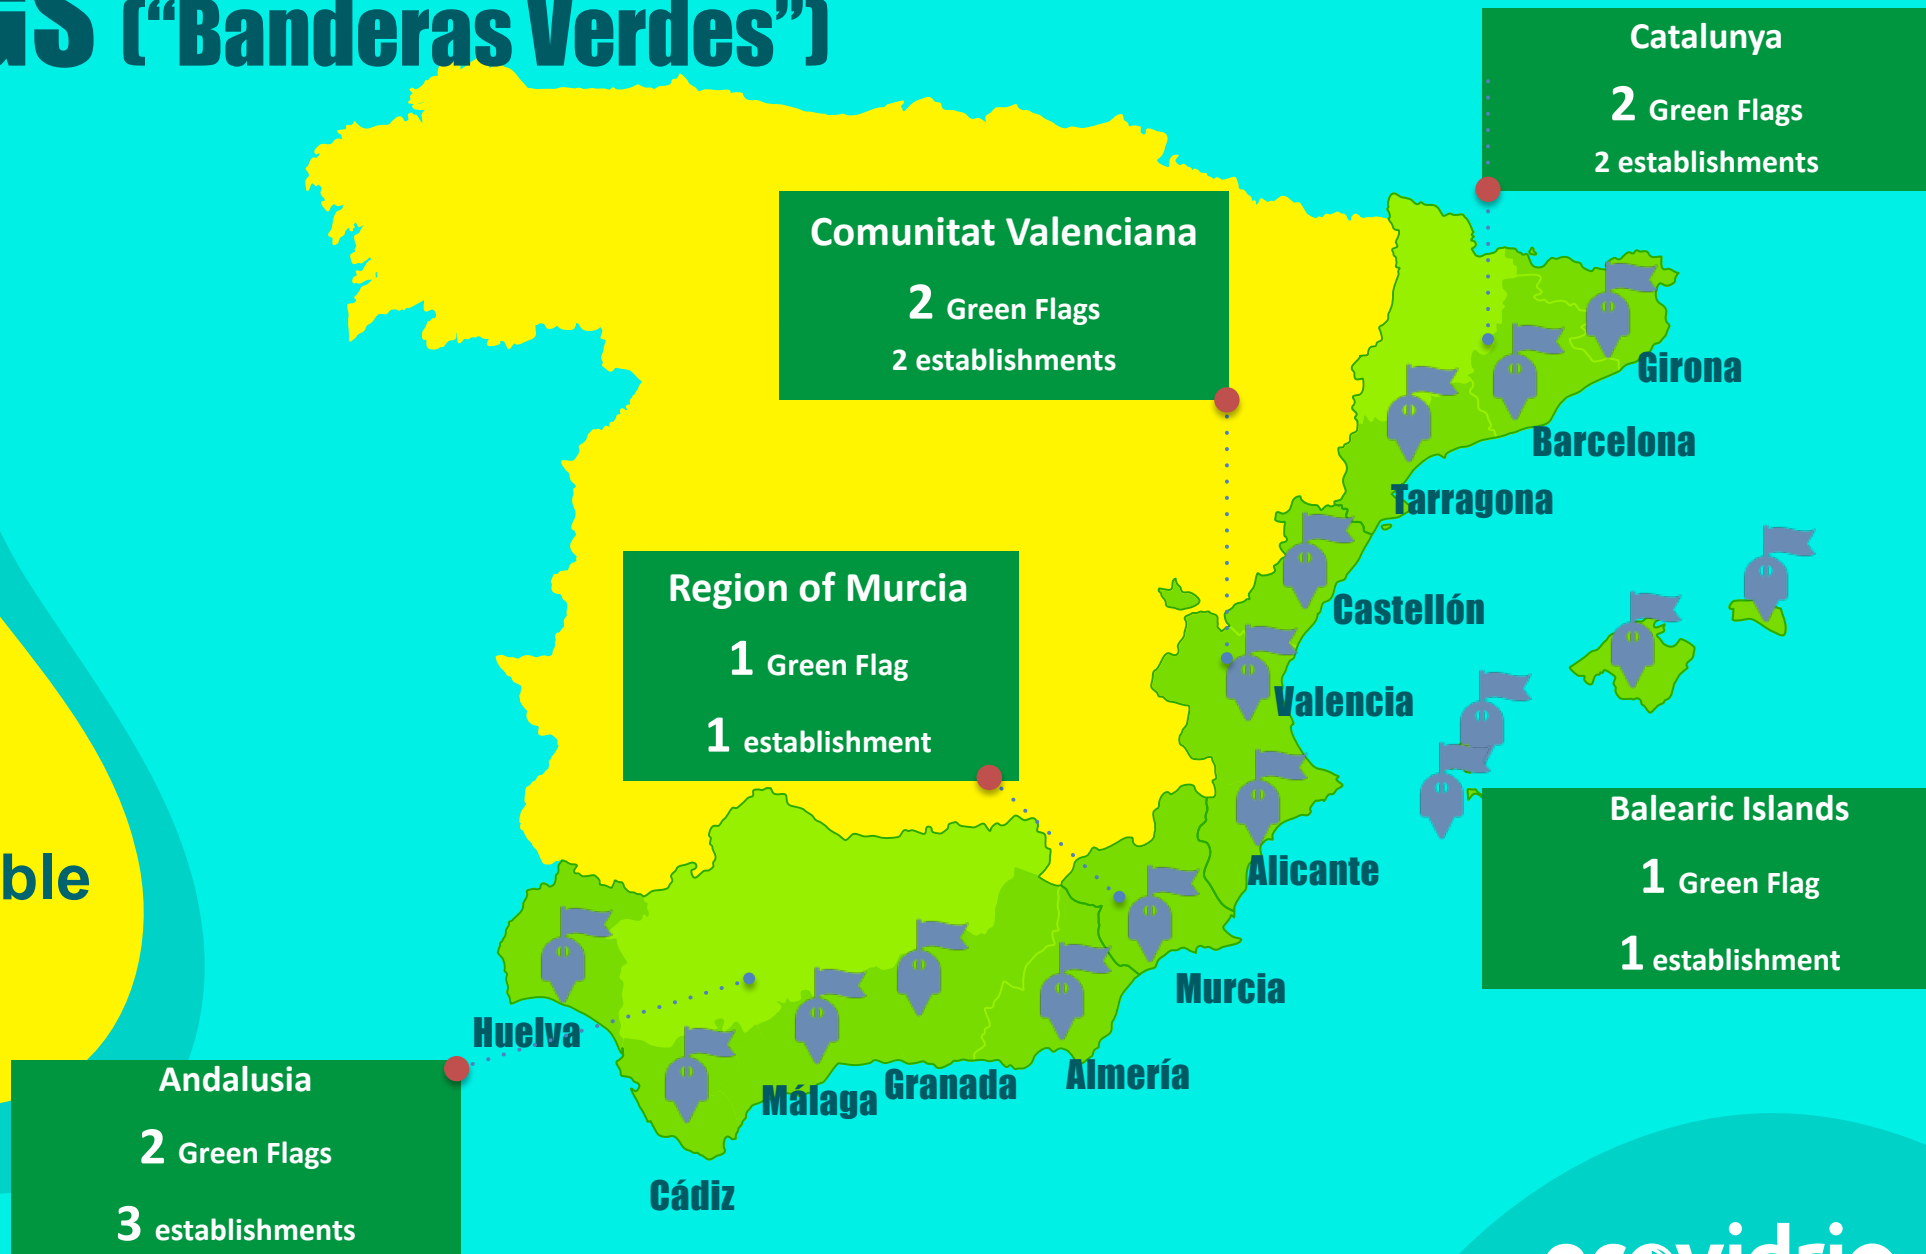 ("Banderas Verdes")
Catalunya
2 Green Flags
2 establishments
Comunitat Valenciana
2 Green Flags
2 establishments
Girona
Barcelona
Tarragona
Region of Murcia
1 Green Flag
1 establishment
Castellón
Valencia
Balearic Islands
1 Green Flag
1 establishment
Alicante
ble
Murcia
Huelva
Almería
Granada
Málaga
Cádiz
Andalusia
2 Green Flags
3 establishments
ecovidrio